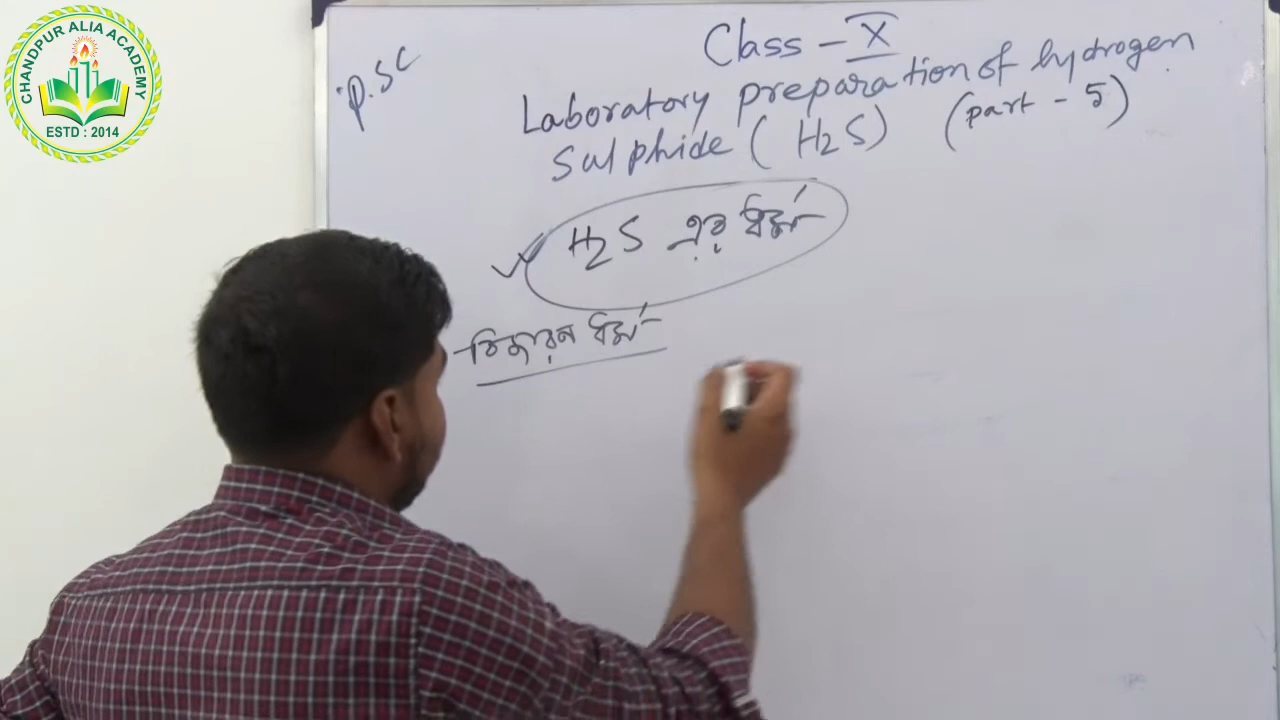 CHANDPUR ALIA ACADEMY
ESTD : 2014
P.SC
Class - X
Laboratory preparation of hydrogen
Sulphide ( H2S) (part - 5)
H2S এর ধর্ম
বিজারন ধর্ম